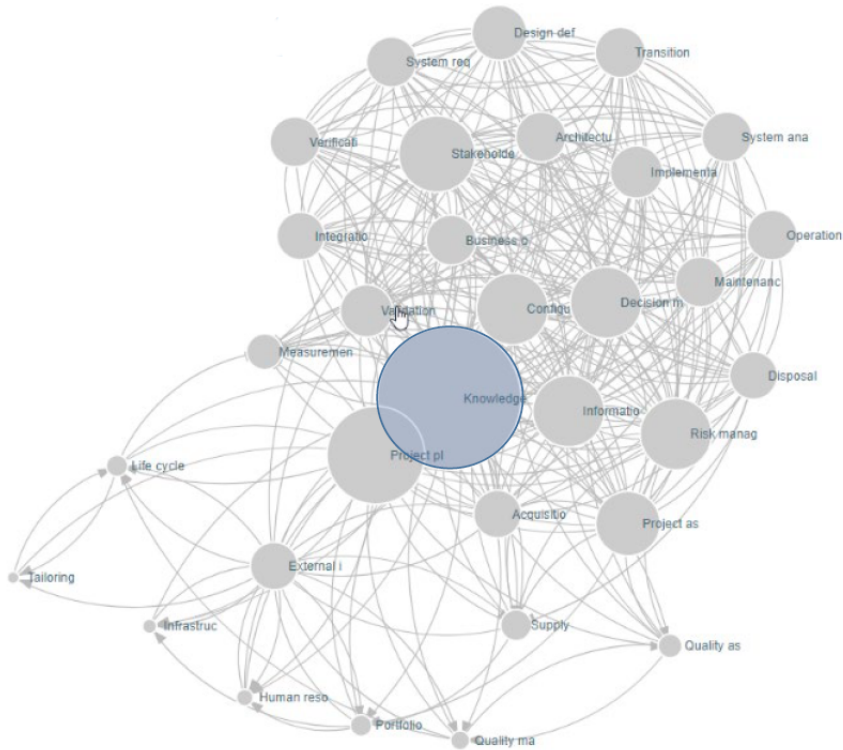 Design def
Transition
System req
Verificati
Stakeholde
Architectu
System ana
Implementa
Integratio
Business o
Operation
Maintenanc
Validation
Configu
Decision m
Measuremen
Disposal
Knowledge
Informatio
Risk manag
Project pl
Life cycle
Acquisitio
Project as
External i
Tailoring
Infrastruc
Supply
Quality as
Human reso
Portfolio
Quality ma